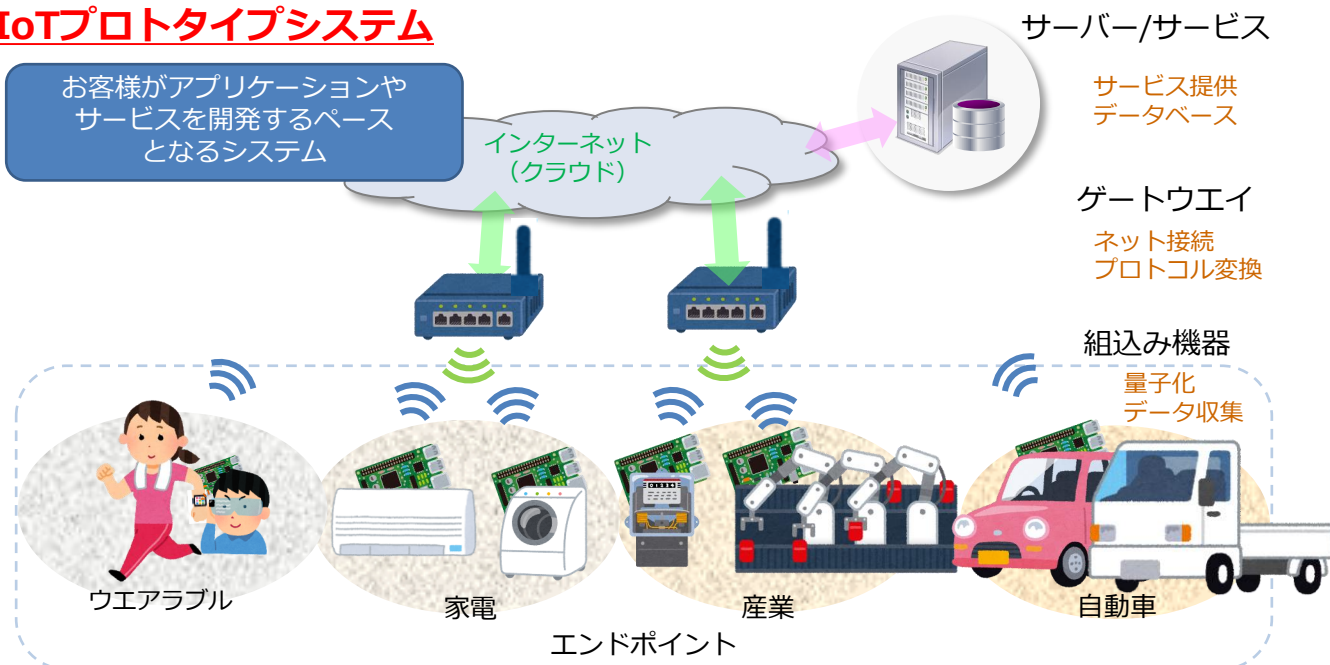 IoTプロトタイプシステム
お客様がアプリケーションや
サービスを開発するペース
となるシステム
インターネット
（クラウド）
サーバー/サービス
サービス提供
データベース
ゲートウエイ
ネット接続
プロトコル変換
組込み機器
量子化
データ収集
ウエアラブル
家電
産業
自動車
エンドポイント